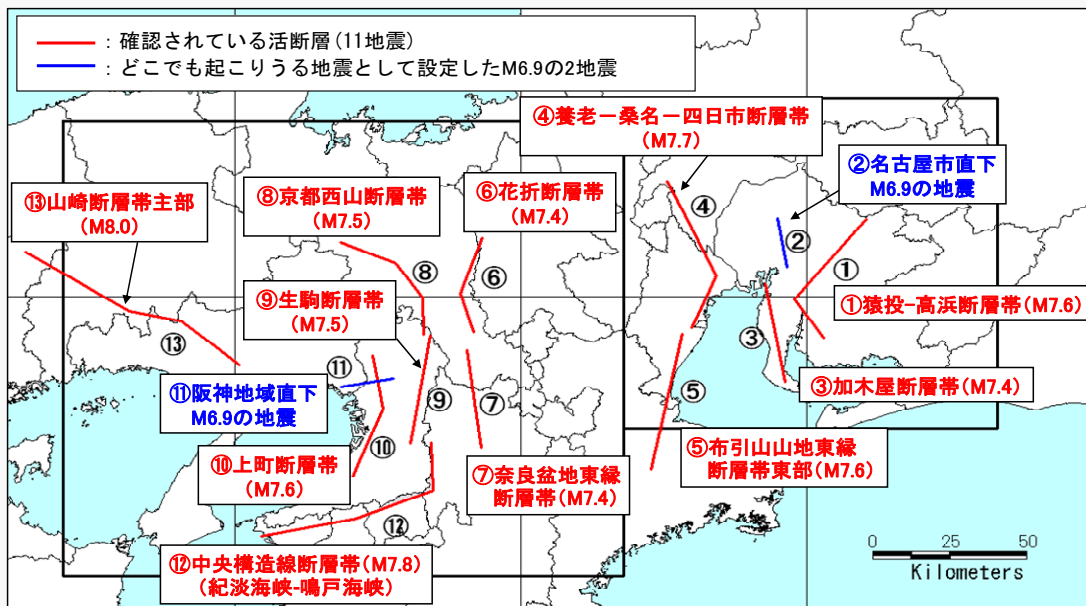 ：確認されている活断層(11地震)
：どこでも起こりうる地震として設定したM6.9の2地震
④養老－桑名－四日市断層帯
(M7.7)
②名古屋市直下
M6.9の地震
⑬山崎断層帯主部
(M8.0)
⑧京都西山断層帯
(M7.5)
⑥花折断層帯
(M7.4)
④
②
①
⑧
⑥
⑨生駒断層帯
(M7.5)
①猿投-高浜断層帯(M7.6)
⑬
③
⑪
⑪阪神地域直下
M6.9の地震
⑨
⑦
⑤
③加木屋断層帯(M7.4)
⑩
⑩上町断層帯
(M7.6)
⑦奈良盆地東縁
断層帯(M7.4)
⑤布引山山地東縁
断層帯東部(M7.6)
⑫
⑫中央構造線断層帯(M7.8)
(紀淡海峡-鳴戸海峡)
0 25 50
Kilometers